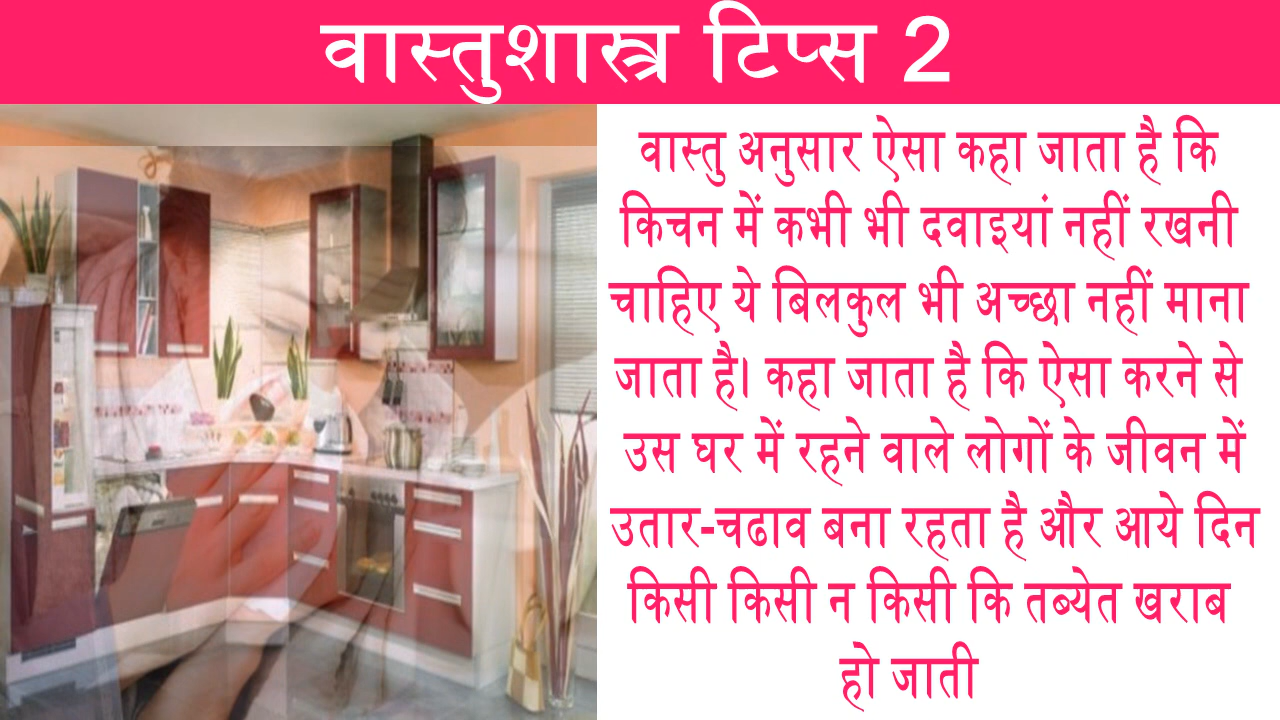 वास्तुशास्त्र टिप्स 2
वास्तु अनुसार ऐसा कहा जाता है कि
किचन में कभी भी दवाइयां नहीं रखनी
चाहिए ये बिलकुल भी अच्छा नहीं माना
जाता है। कहा जाता है कि ऐसा करने से
उस घर में रहने वाले लोगों के जीवन में
उतार-चढाव बना रहता है और आये दिन
किसी किसी न किसी कि तब्येत खराब
हो जाती